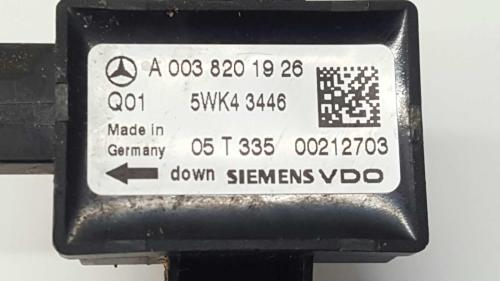 A 003 820 19 26
Q01 5WK4 3446
Made in
Germany 05 T 335 00212703
down SIEMENS VDO